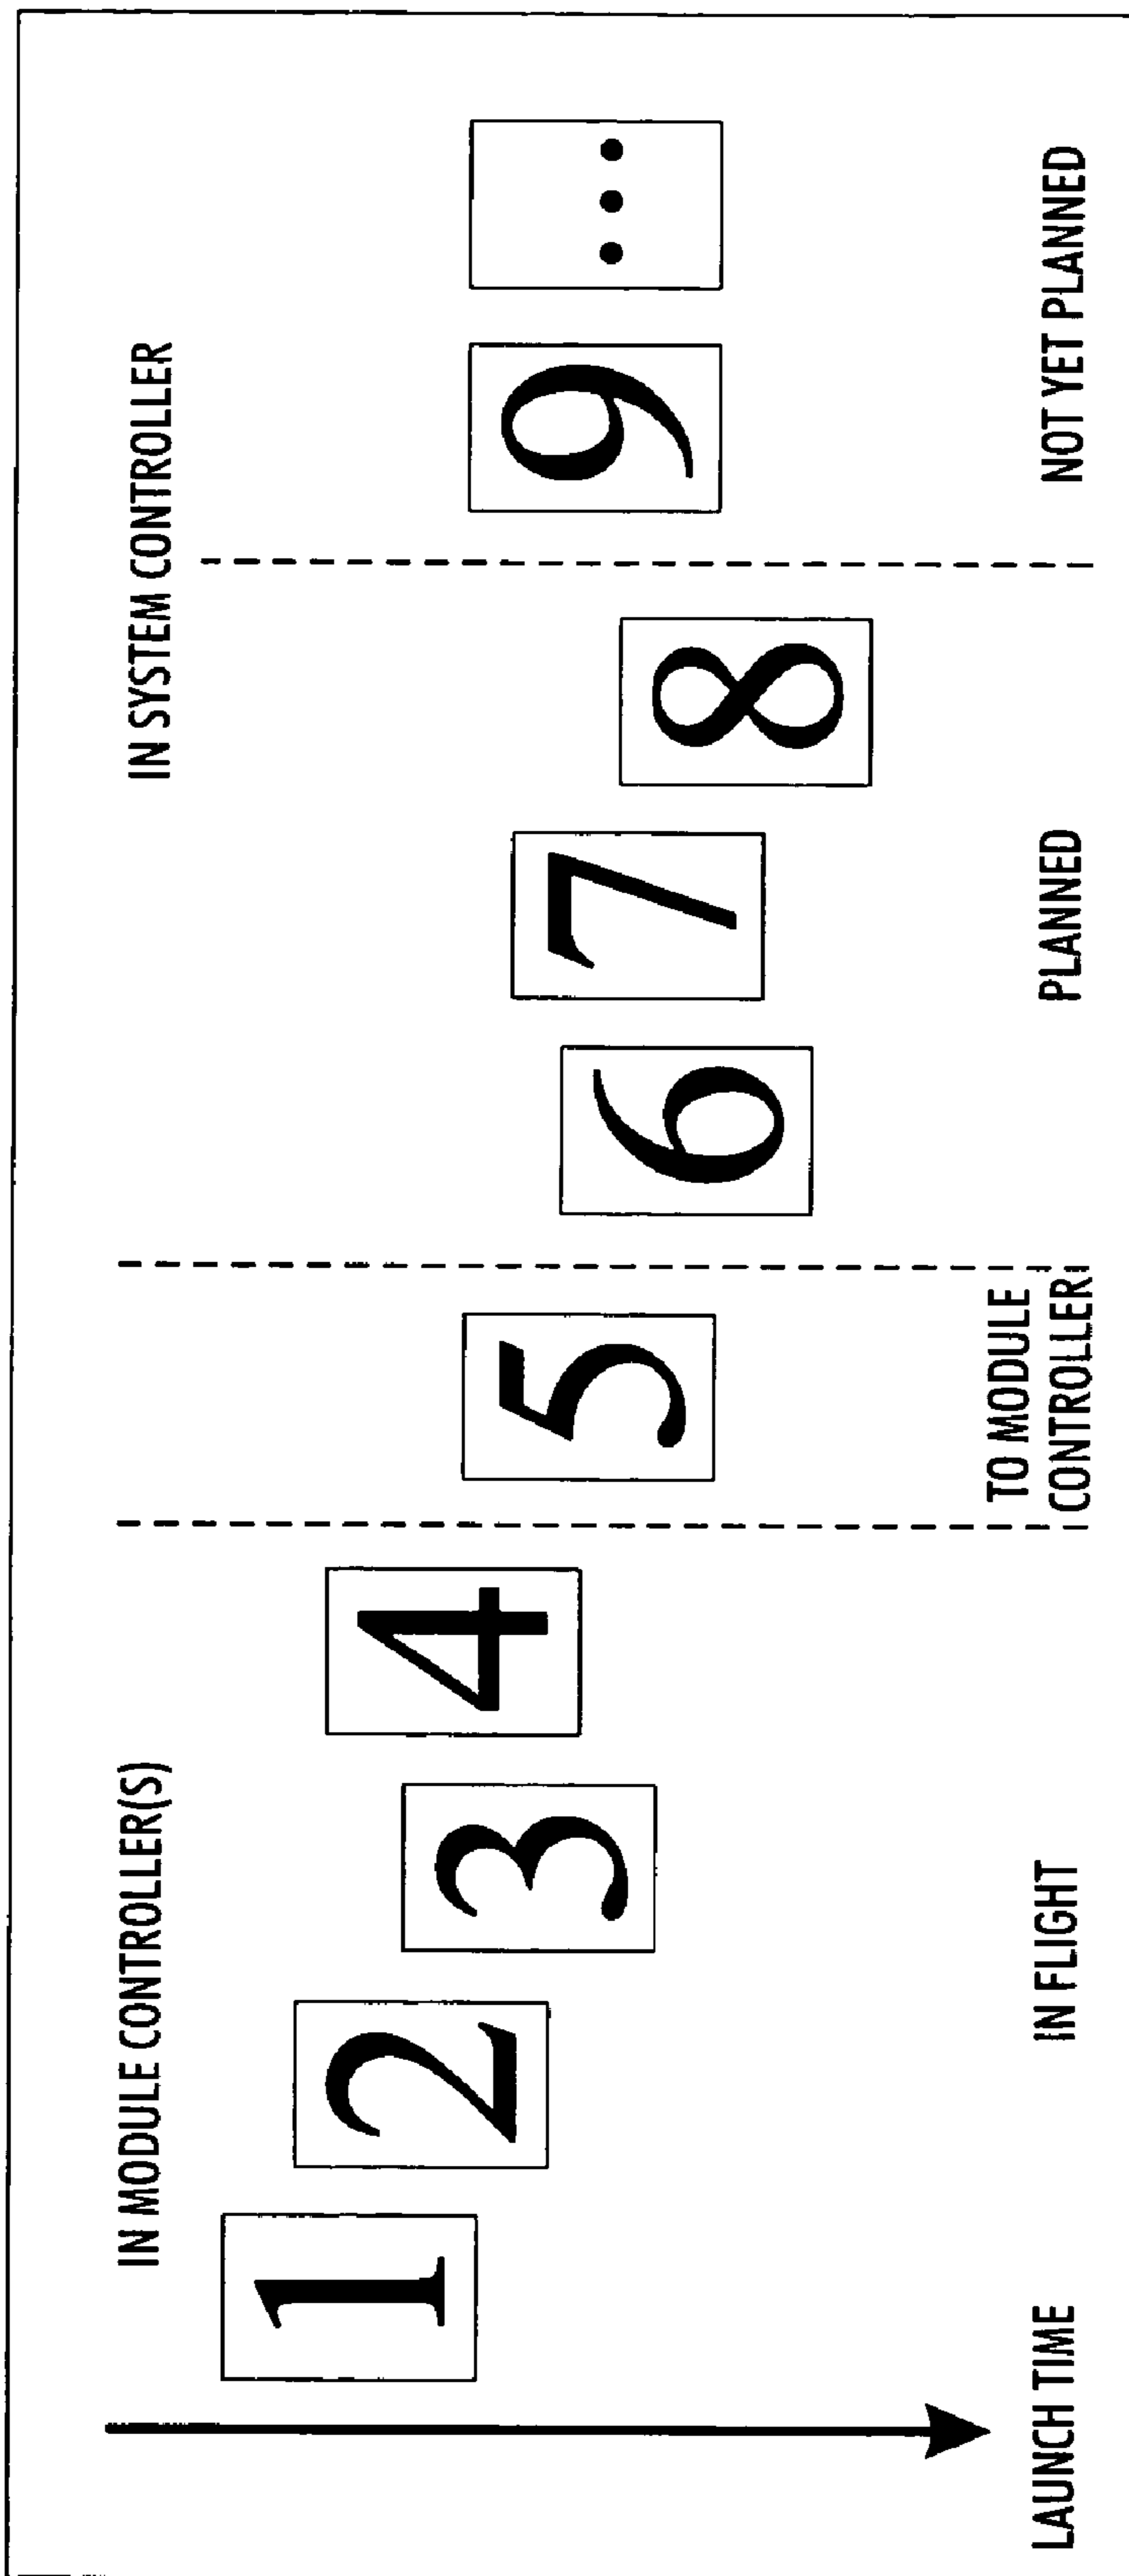 IN MODULE CONTROLLER(S)
IN SYSTEM CONTROLLER
1
2
3
4
5
6
7
8
9
...
LAUNCH TIME
IN FLIGHT
TO MODULE
CONTROLLER
PLANNED
NOT YET PLANNED